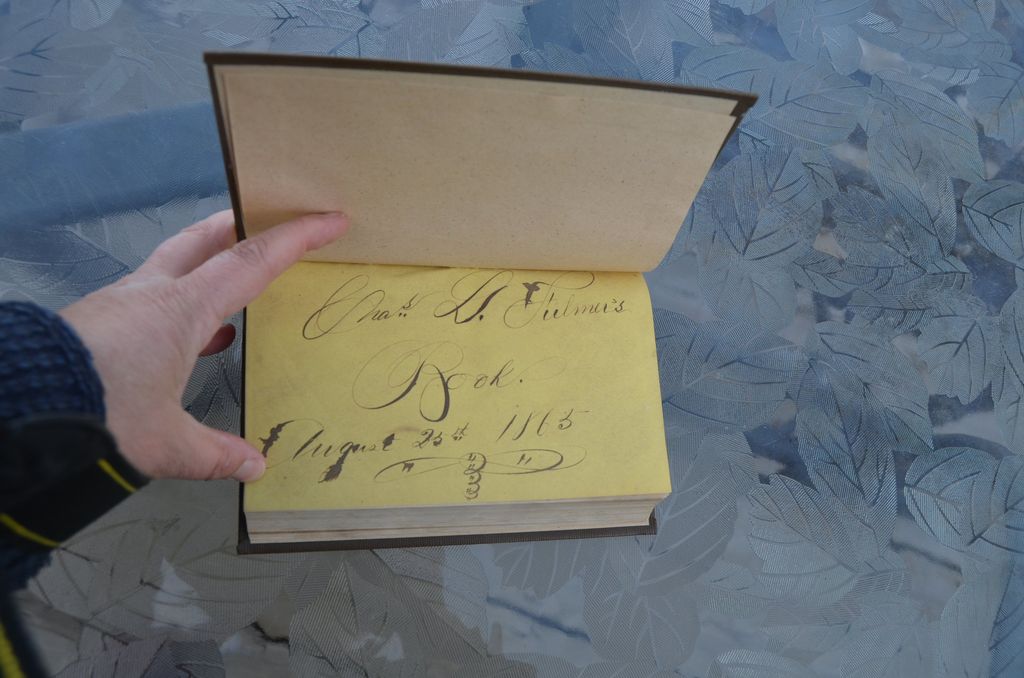 Chas. D. Fulmer's
Book.
August 25th 1865